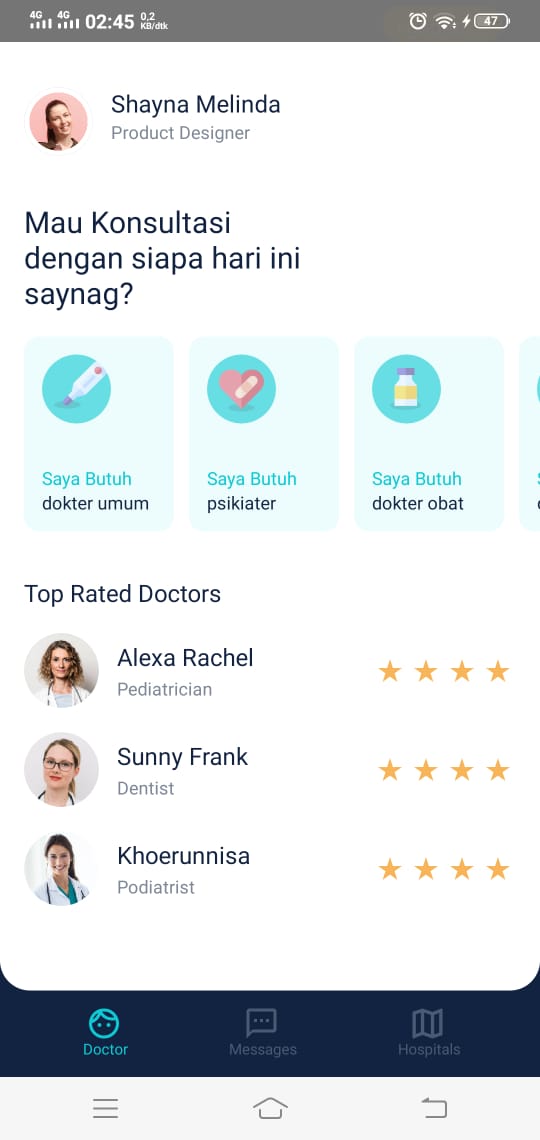 4G 4G 02:45 0,2 KB/dtk 47
Shayna Melinda
Product Designer
Mau Konsultasi
dengan siapa hari ini
saynag?
Saya Butuh
dokter umum
Saya Butuh
psikiater
Saya Butuh
dokter obat
Top Rated Doctors
Alexa Rachel
Pediatrician
Sunny Frank
Dentist
Khoerunnisa
Podiatrist
Doctor
Messages
Hospitals